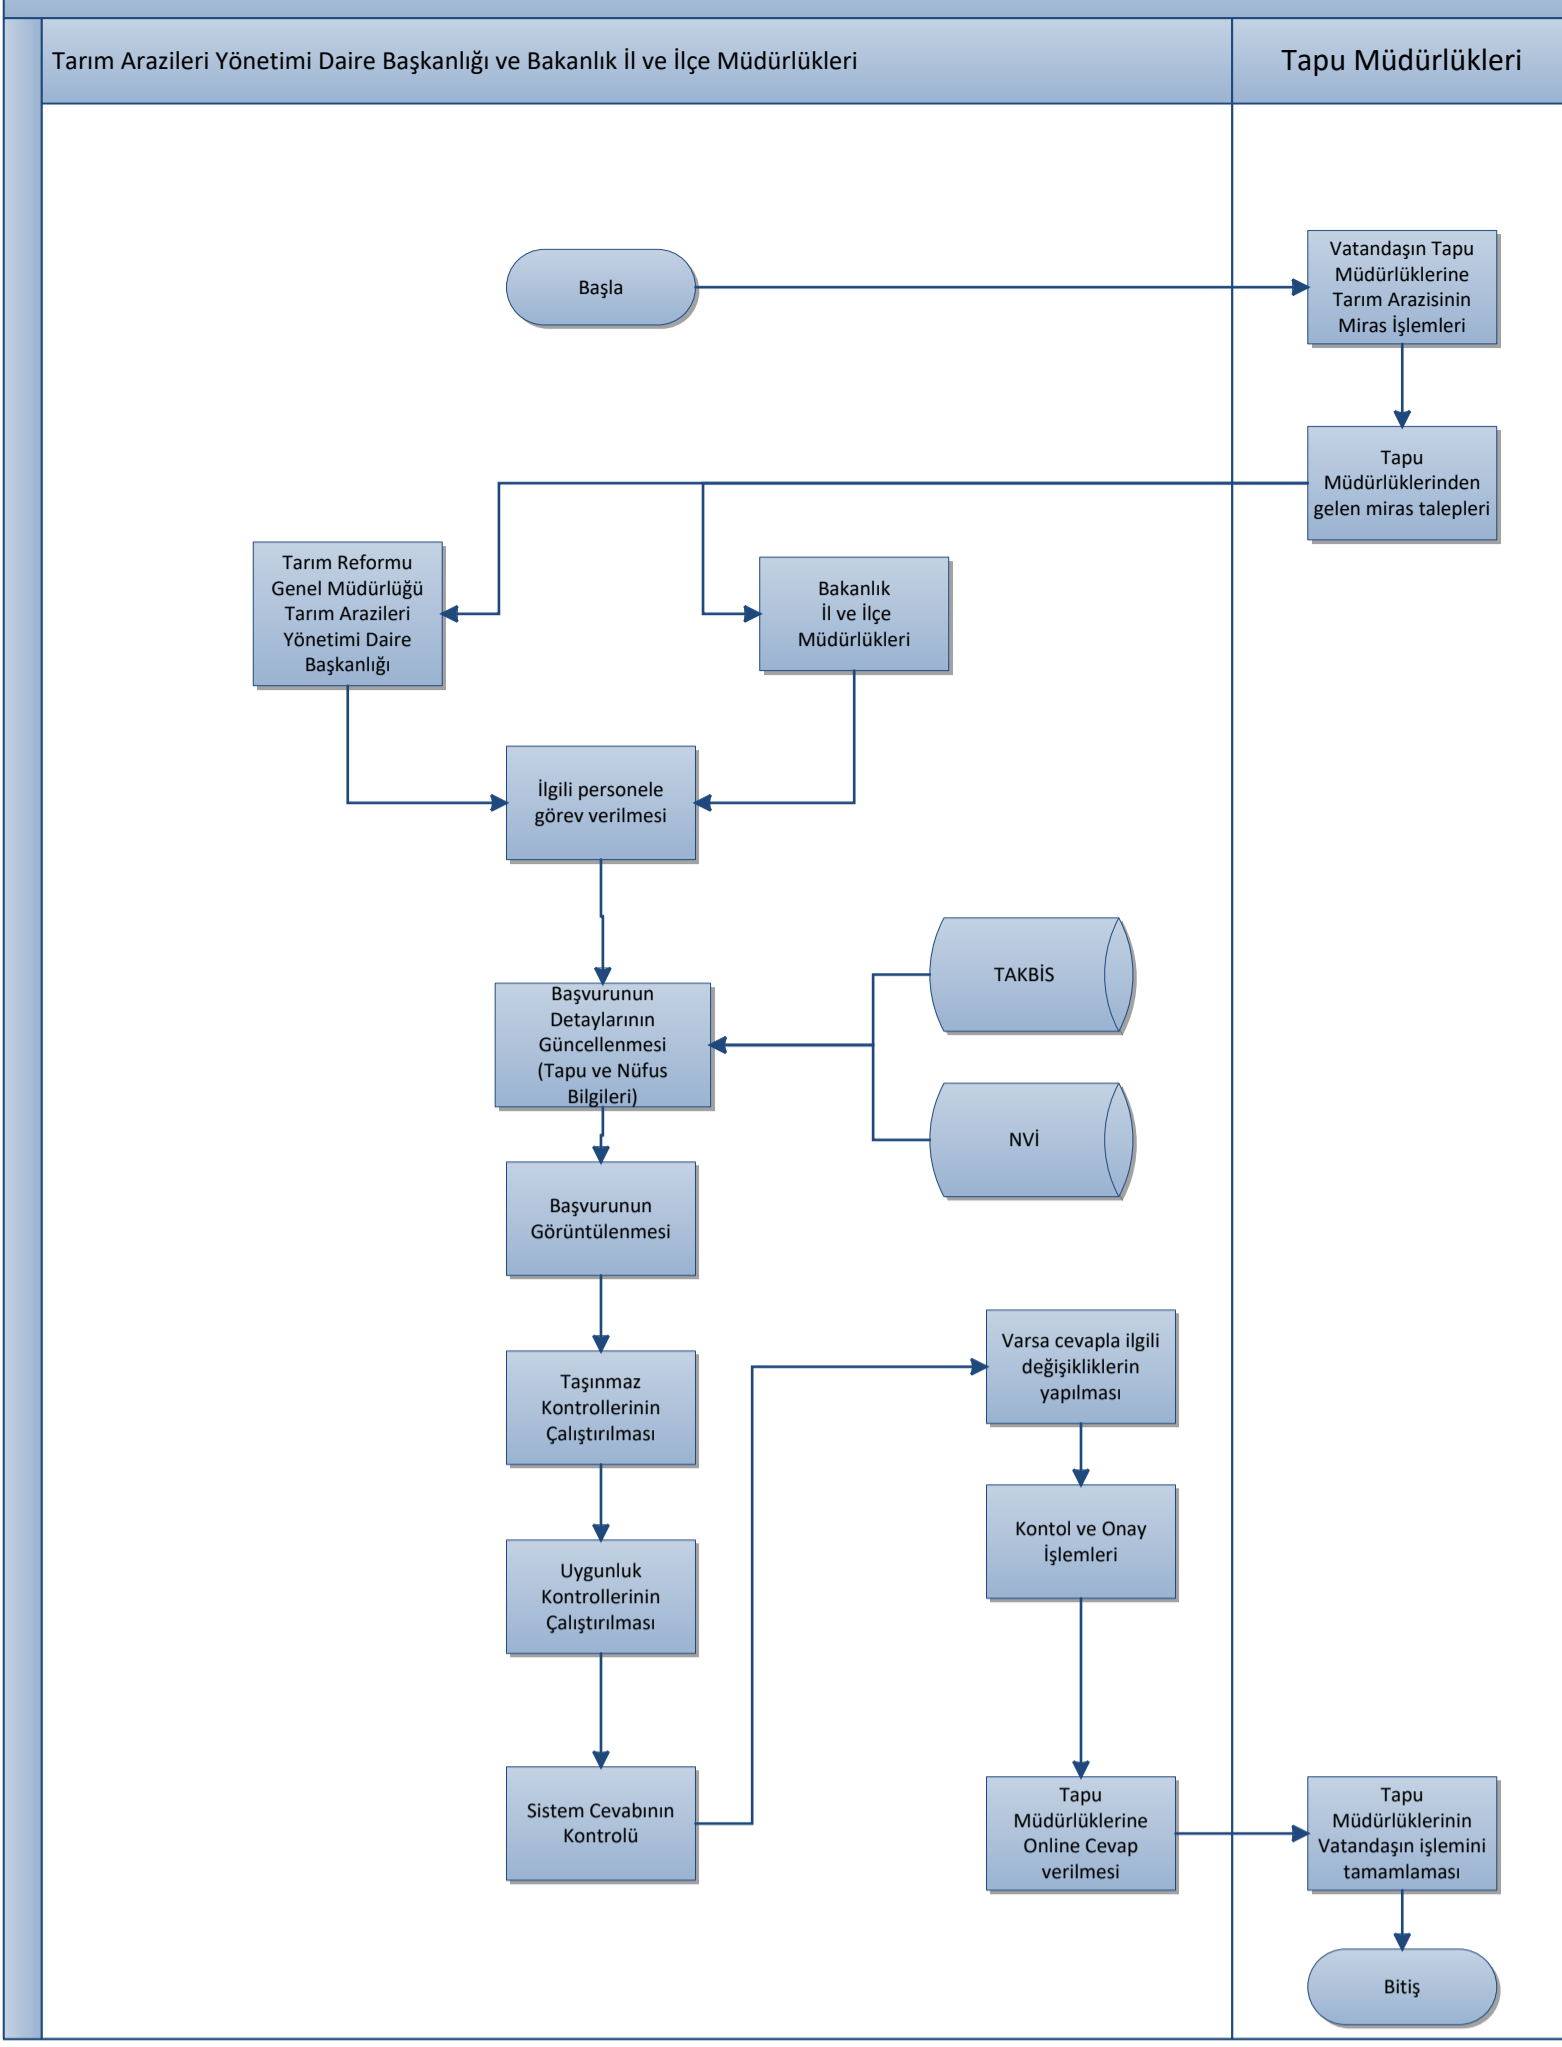 Tarım Arazileri Yönetimi Daire Başkanlığı ve Bakanlık İl ve İlçe Müdürlükleri
Tapu Müdürlükleri
Başla
Vatandaşın Tapu
Müdürlüklerine
Tarım Arazisinin
Miras İşlemleri
Tapu
Müdürlüklerinden
gelen miras talepleri
Tarım Reformu
Genel Müdürlüğü
Tarım Arazileri
Yönetimi Daire
Başkanlığı
Bakanlık
İl ve İlçe
Müdürlükleri
İlgili personele
görev verilmesi
TAKBİS
Başvurunun
Detaylarının
Güncellenmesi
(Tapu ve Nüfus
Bilgileri)
NVİ
Başvurunun
Görüntülenmesi
Taşınmaz
Kontrollerinin
Çalıştırılması
Uygunluk
Kontrollerinin
Çalıştırılması
Sistem Cevabının
Kontrolü
Varsa cevapla ilgili
değişikliklerin
yapılması
Kontol ve Onay
İşlemleri
Tapu
Müdürlüklerine
Online Cevap
verilmesi
Tapu
Müdürlüklerinin
Vatandaşın işlemini
tamamlaması
Bitiş